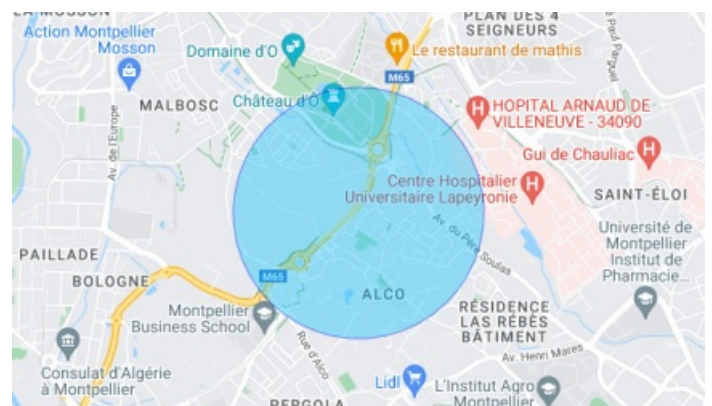 LA MOSSON
Action Montpellier
Mosson
Domaine d'O
PLAN DES 4
SEIGNEURS
Le restaurant de mathis
M65
Paul Parguel
MALBOSC
Château d'O
HOPITAL ARNAUD DE
VILLENEUVE - 34090
Av. de l'Europe
Gui de Chauliac
Centre Hospitalier
Universitaire Lapeyronie
SAINT-ÉLOI
Av. du Père Soulas
Université de
Montpellier
Institut de
Pharmacie...
PAILLADE
BOLOGNE
M65
ALCO
Montpellier
Business School
RÉSIDENCE
LAS RÉBÈS
BÂTIMENT
Rue d'Alco
Av. Henri Mares
Consulat d'Algérie
à Montpellier
Lidl
L'Institut Agro
Montpellier
PERGOLA